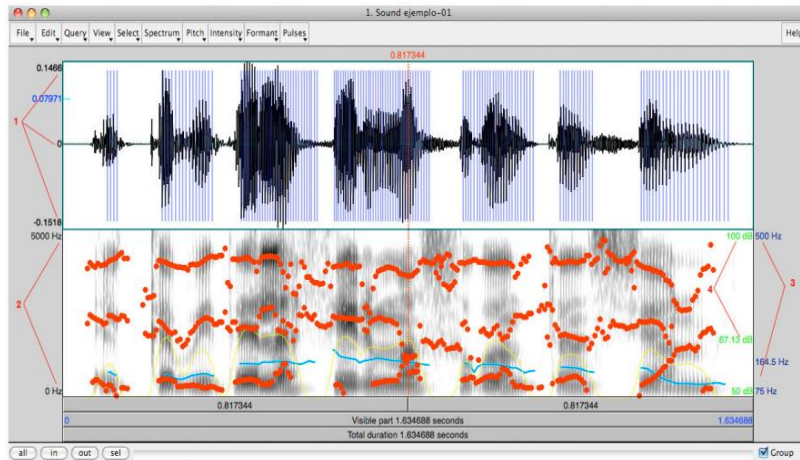 1. Sound ejemplo-01
File Edit Query View Select Spectrum Pitch Intensity Formant Pulses Help
0.817344
0.1466
0.07971
1
0
-0.1518
5000 Hz 100 dB 500 Hz
2 4 3
67.13 dB
164.5 Hz
0 Hz 50 dB 75 Hz
0.817344 0.817344
0 Visible part 1.634688 seconds 1.634688
Total duration 1.634688 seconds
all in out sel Group